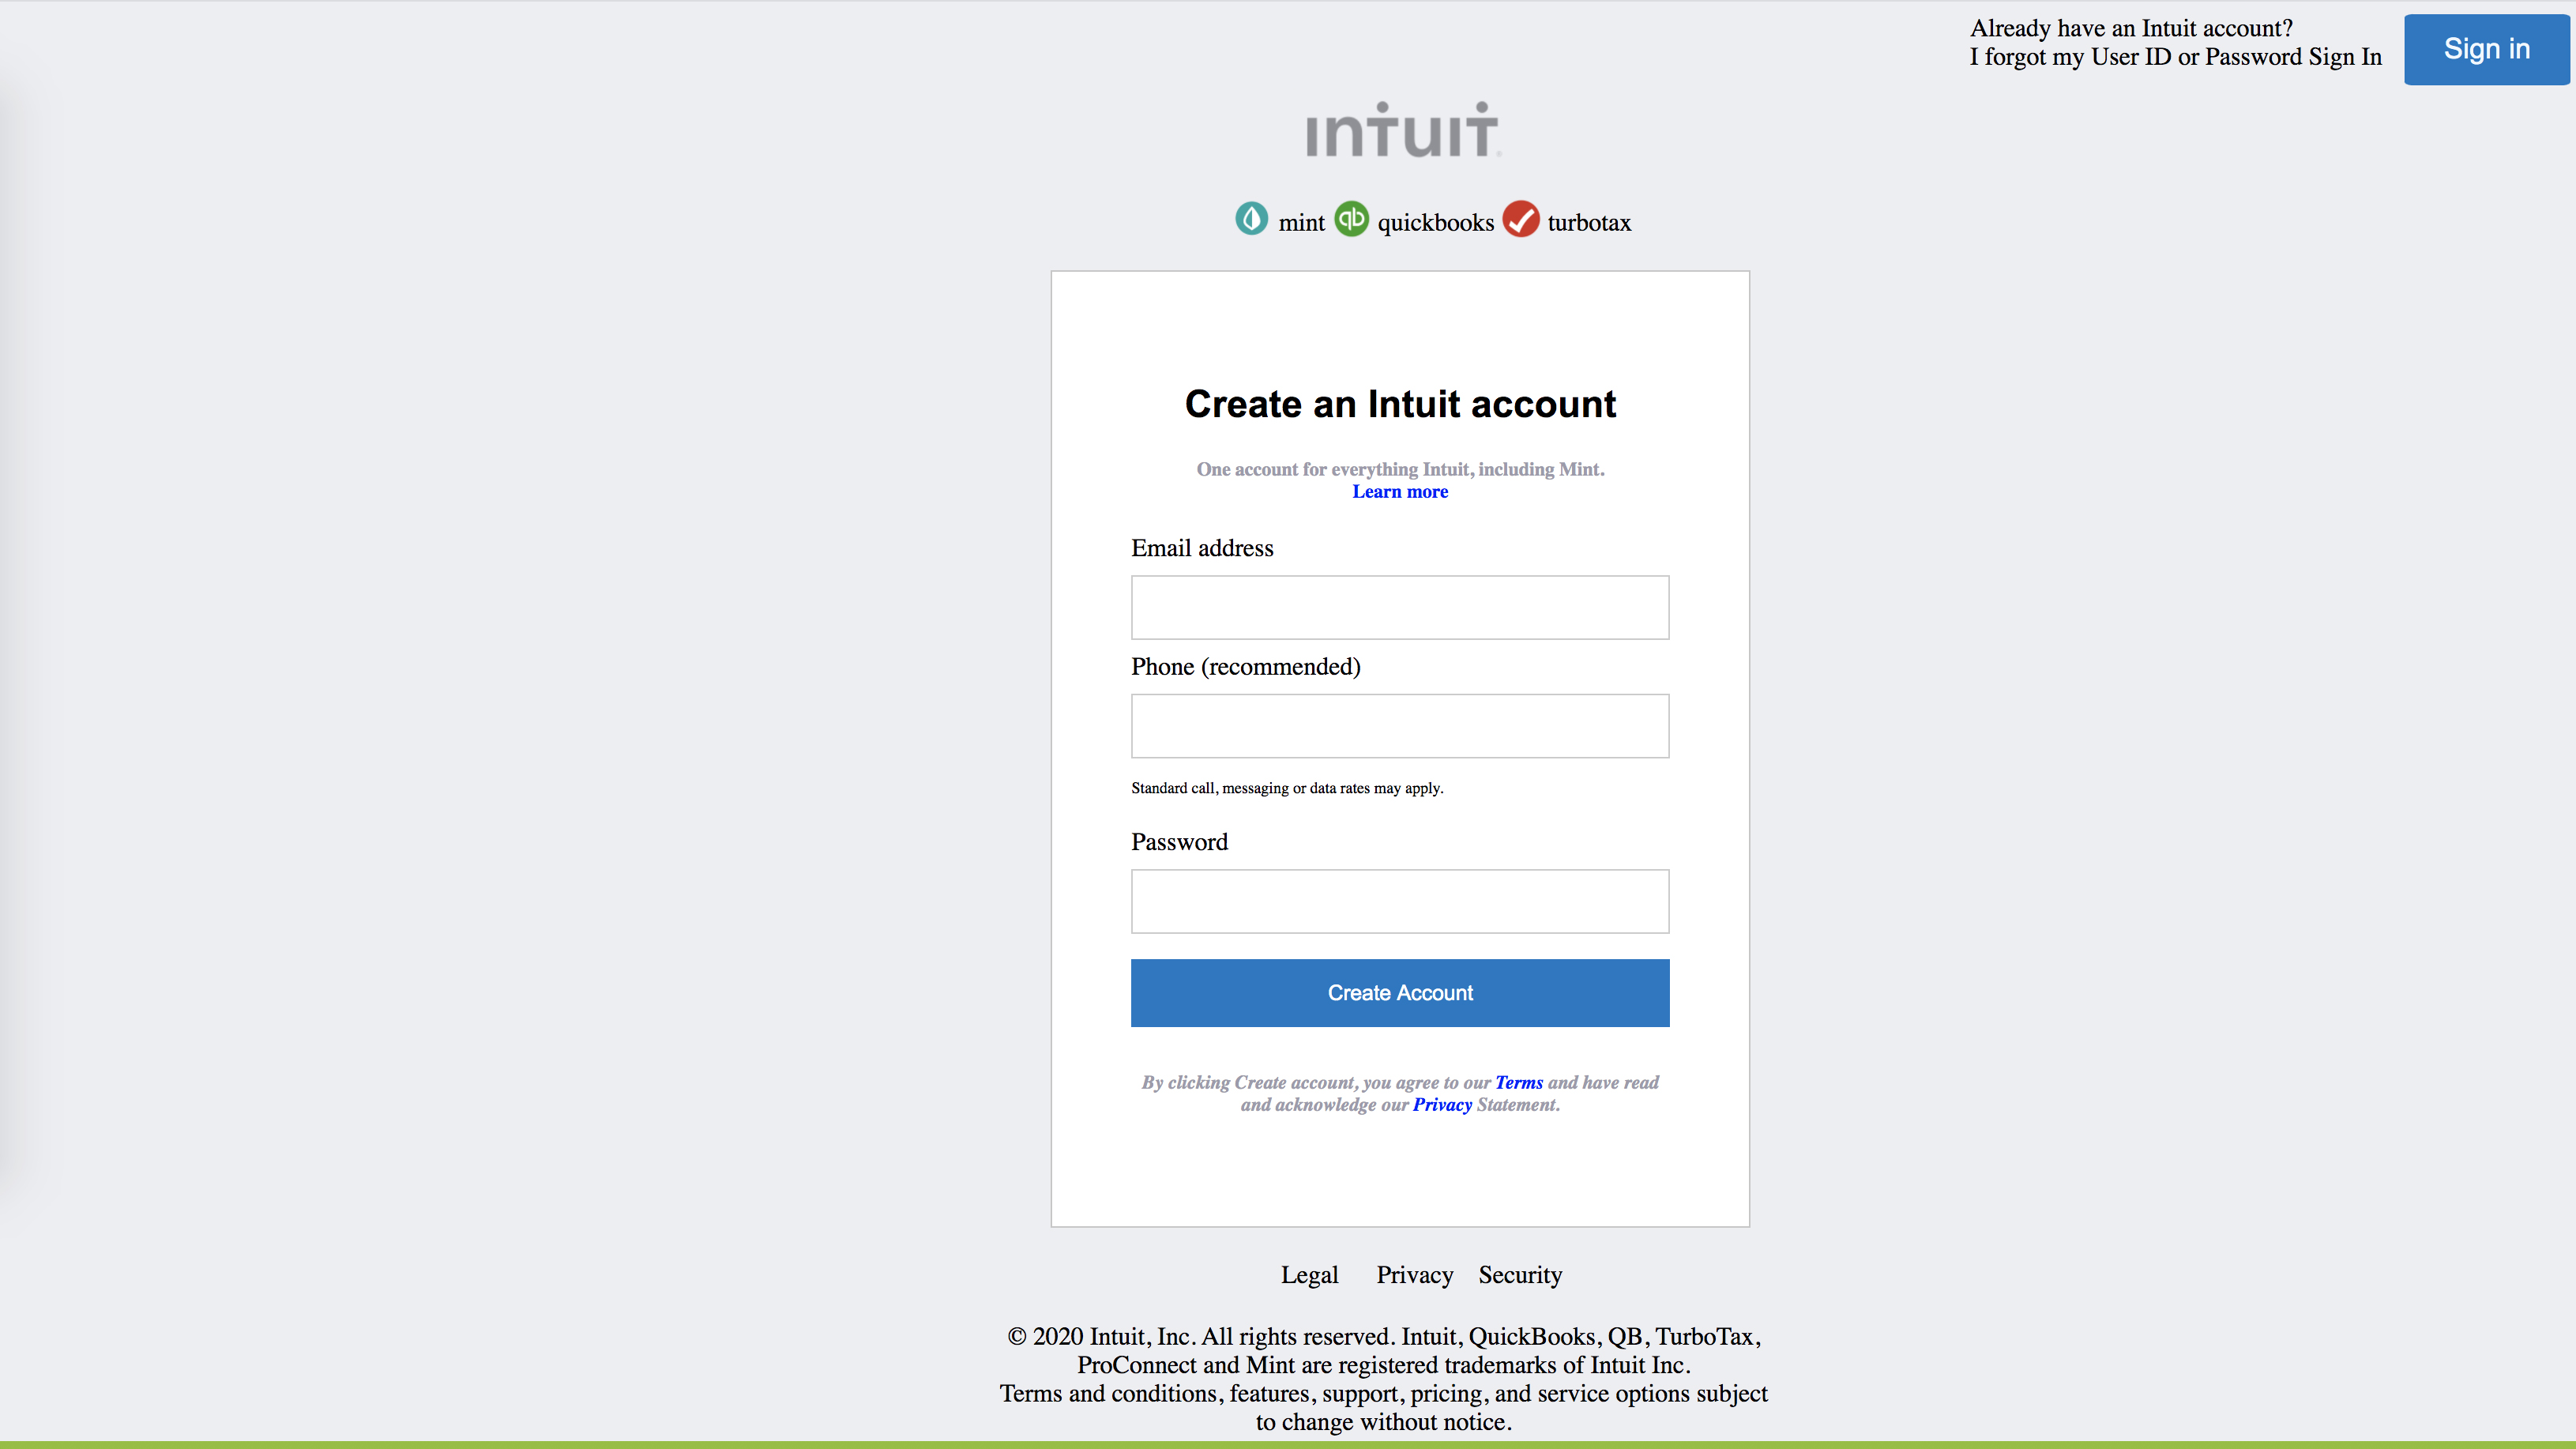 Already have an Intuit account?
I forgot my User ID or Password Sign In
Sign in
intuit
mint quickbooks turbotax
Create an Intuit account
One account for everything Intuit, including Mint.
Learn more
Email address
Phone (recommended)
Standard call, messaging or data rates may apply.
Password
Create Account
By clicking Create account, you agree to our Terms and have read
and acknowledge our Privacy Statement.
Legal Privacy Security
© 2020 Intuit, Inc. All rights reserved. Intuit, QuickBooks, QB, TurboTax,
ProConnect and Mint are registered trademarks of Intuit Inc.
Terms and conditions, features, support, pricing, and service options subject
to change without notice.